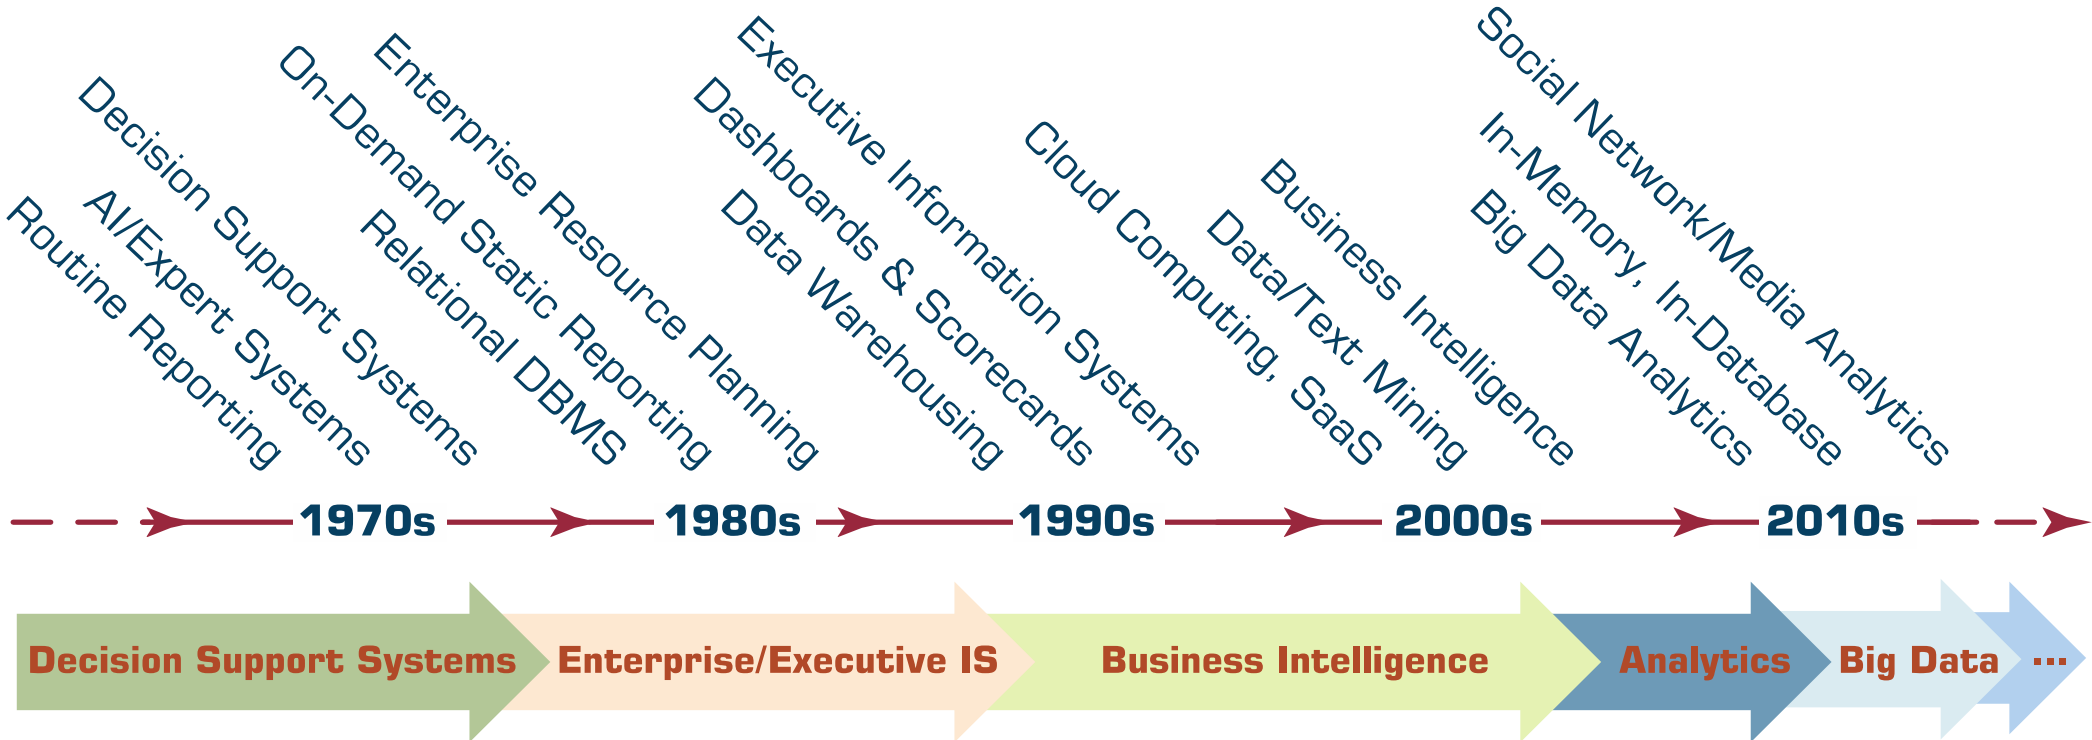 Routine Reporting
AI/Expert Systems
Decision Support Systems
Relational DBMS
On-Demand Static Reporting
Enterprise Resource Planning
Data Warehousing
Dashboards & Scorecards
Executive Information Systems
Cloud Computing, SaaS
Data/Text Mining
Business Intelligence
Big Data Analytics
In-Memory, In-Database
Social Network/Media Analytics
1970s
1980s
1990s
2000s
2010s
Decision Support Systems
Enterprise/Executive IS
Business Intelligence
Analytics
Big Data
...